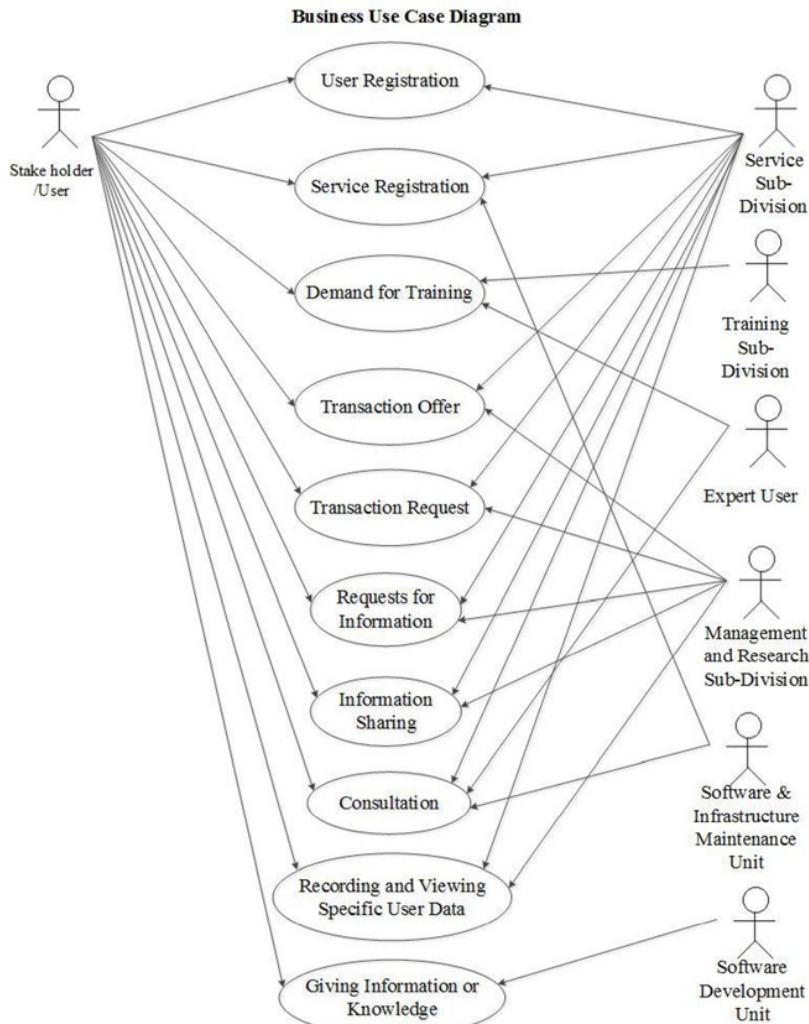 Business Use Case Diagram
User Registration
Stake holder
/User
Service
Sub-
Division
Service Registration
Demand for Training
Training
Sub-
Division
Transaction Offer
Expert User
Transaction Request
Requests for
Information
Management
and Research
Sub-Division
Information
Sharing
Consultation
Software &
Infrastructure
Maintenance
Unit
Recording and Viewing
Specific User Data
Giving Information or
Knowledge
Software
Development
Unit